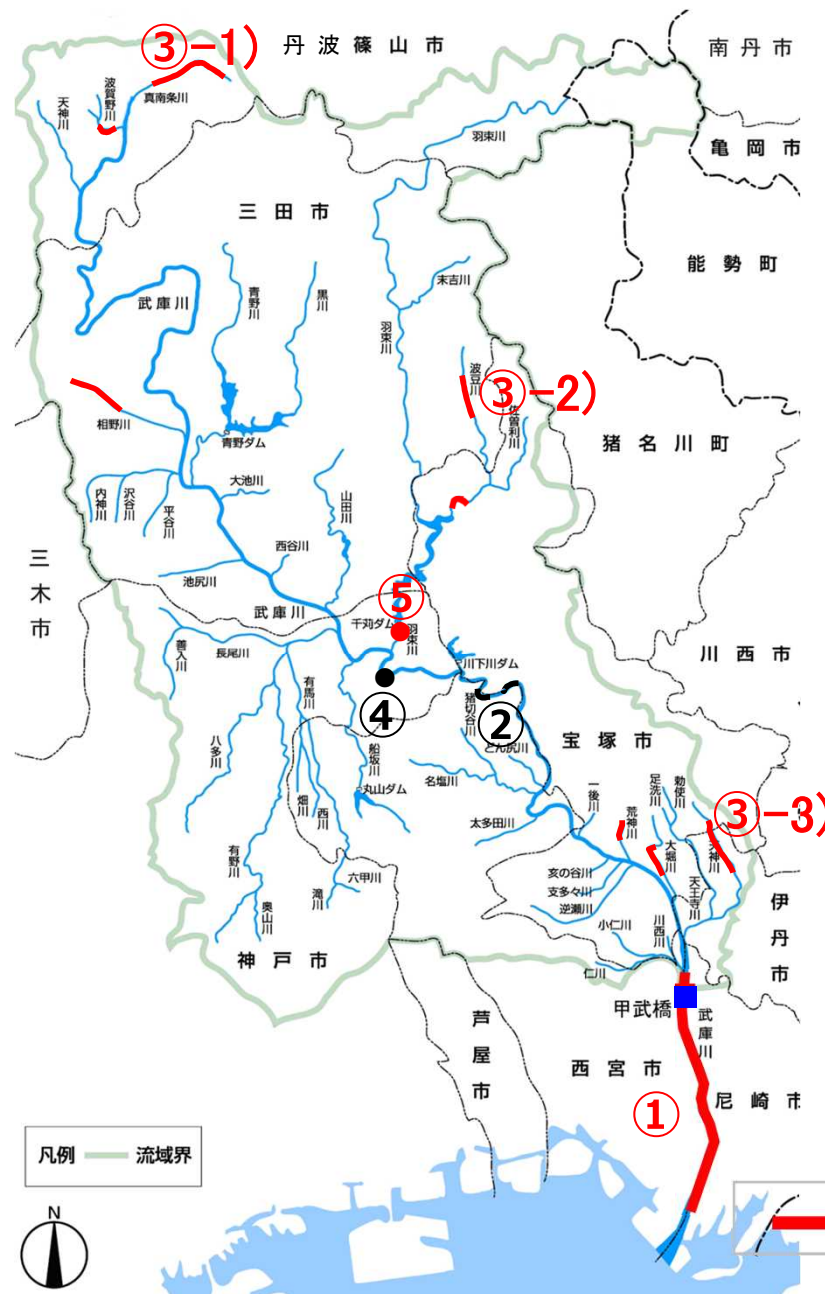 ③-1)
丹波篠山市
南丹市
波賀野川
真南条川
天神川
羽束川
亀岡市
三田市
能勢町
末吉川
武庫川
青野川
黒川
羽束川
波豆川
③-2)
佐曽利川
相野川
青野ダム
猪名川町
大池川
山田川
内神川
沢谷川
平谷川
三木市
西谷川
池尻川
武庫川
⑤
千苅ダム
羽束川
川西市
善入川
長尾川
川下川ダム
有馬川
④
猪切谷川
②
宝塚市
八多川
船坂川
丸山ダム
名塩川
一後川
足洗川
勅使川
荒神川
③-3)
畑川
西川
太多田川
大堀川
天神川
有野川
六甲川
亥の谷川
支多々川
天王寺川
滝川
逆瀬川
奥山川
小仁川
川西川
伊丹市
神戸市
仁川
甲武橋
武庫川
芦屋市
西宮市
尼崎市
①
凡例 流域界
N